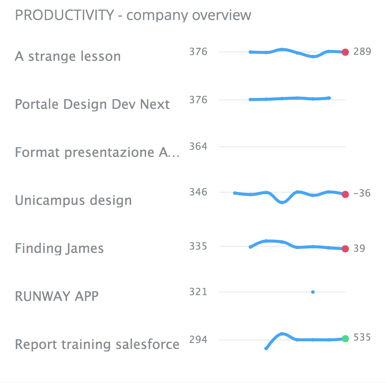 PRODUCTIVITY - company overview
A strange lesson 376 289
Portale Design Dev Next 376
Format presentazione A... 364
Unicampus design 346 -36
Finding James 335 39
RUNWAY APP 321
Report training salesforce 294 535